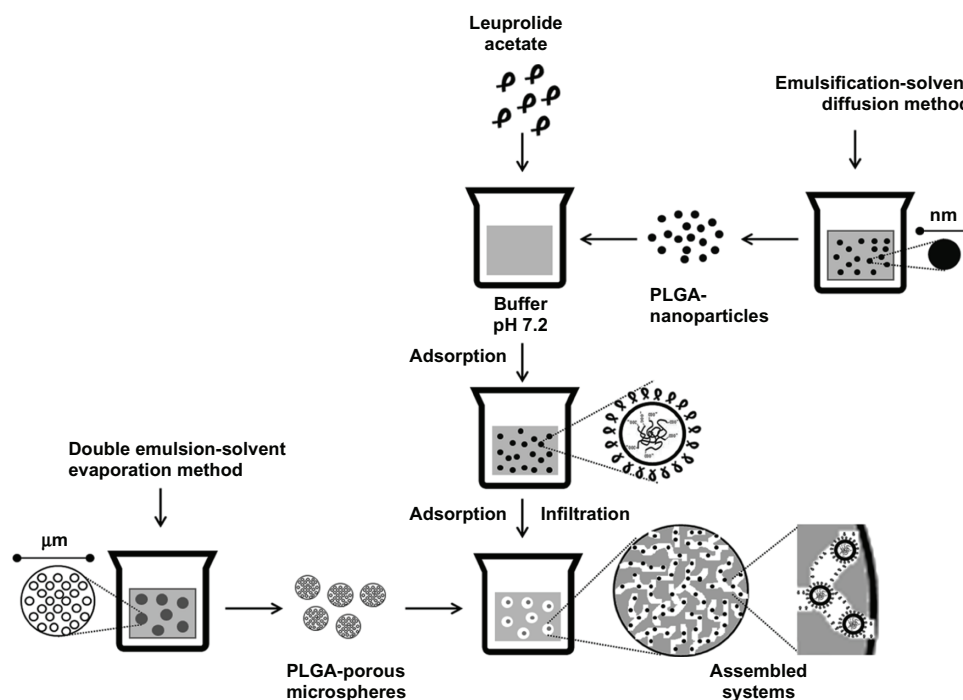 Leuprolide
acetate
Emulsification-solven
diffusion method
nm
PLGA-
nanoparticles
Buffer
pH 7.2
Adsorption
Double emulsion-solvent
evaporation method
Adsorption
Infiltration
μm
PLGA-porous
microspheres
Assembled
systems